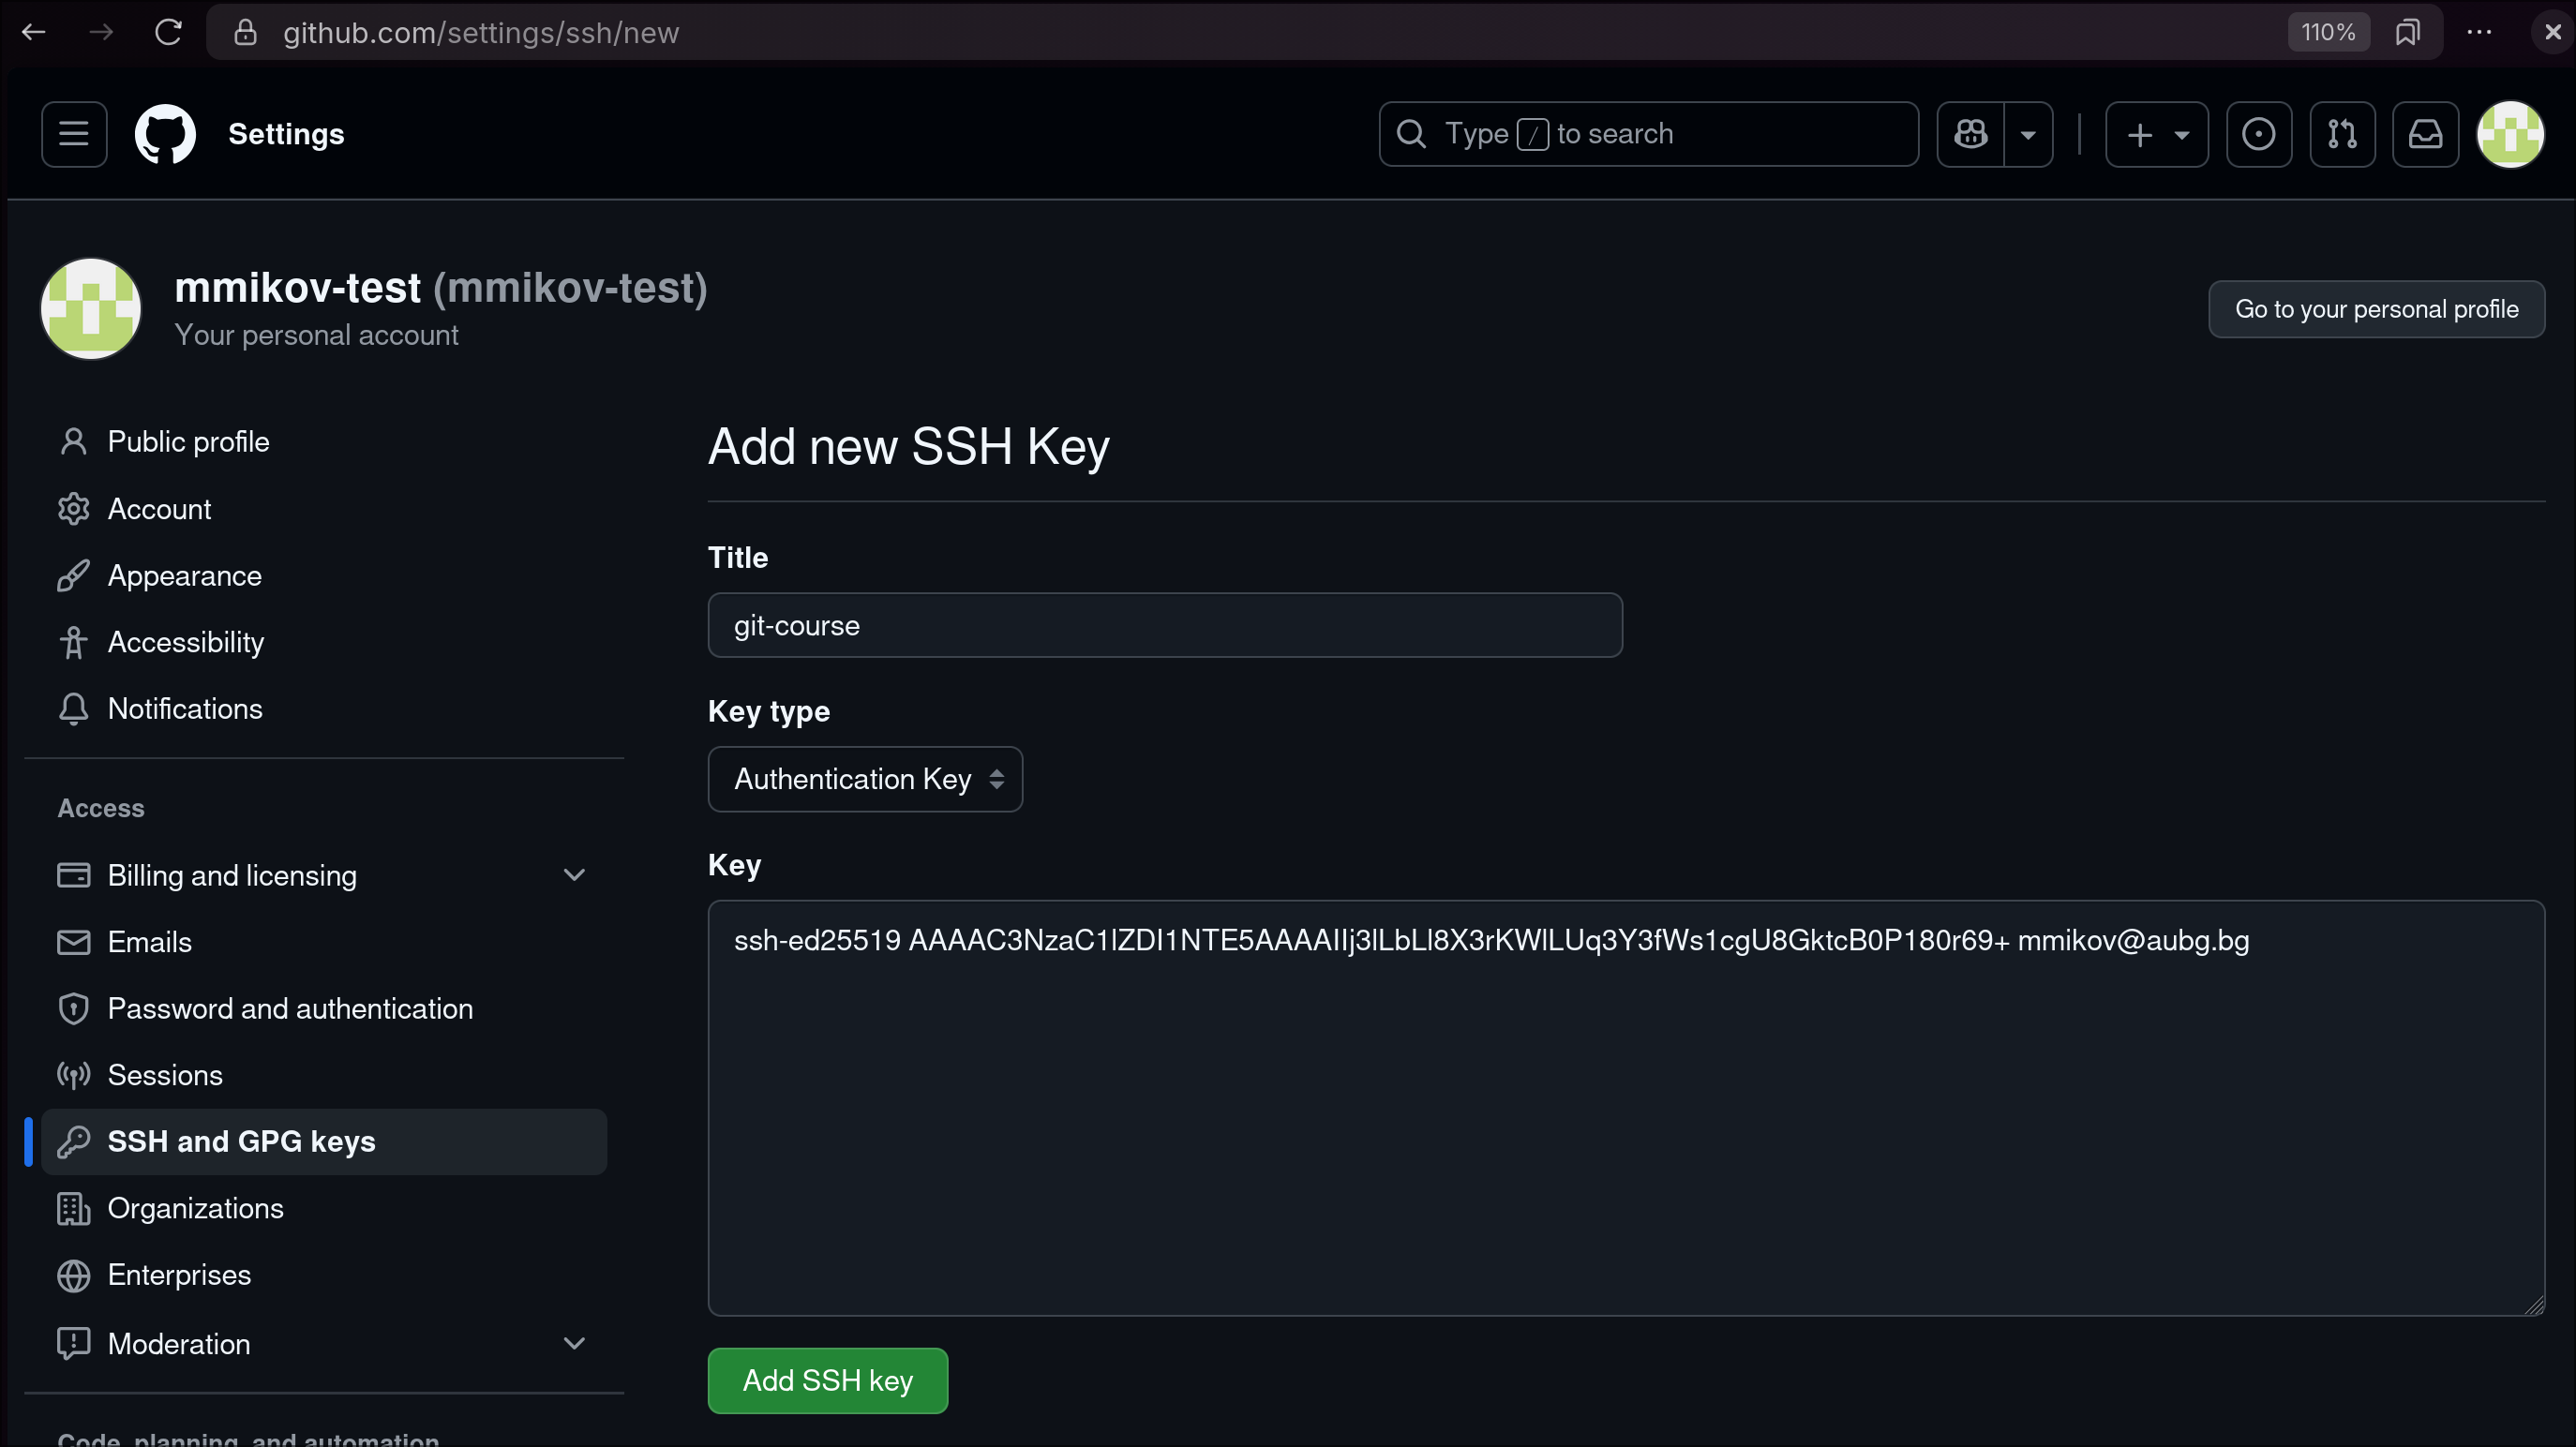 github.com/settings/ssh/new
110%
Settings
Type / to search
mmikov-test (mmikov-test)
Your personal account
Go to your personal profile
Public profile
Account
Appearance
Accessibility
Notifications
Access
Billing and licensing
Emails
Password and authentication
Sessions
SSH and GPG keys
Organizations
Enterprises
Moderation
Code, planning, and automation
Add new SSH Key
Title
git-course
Key type
Authentication Key
Key
ssh-ed25519 AAAAC3NzaC1lZDI1NTE5AAAAIIj3lLbLl8X3rKWlLUq3Y3fWs1cgU8GktcB0P180r69+ mmikov@aubg.bg
Add SSH key